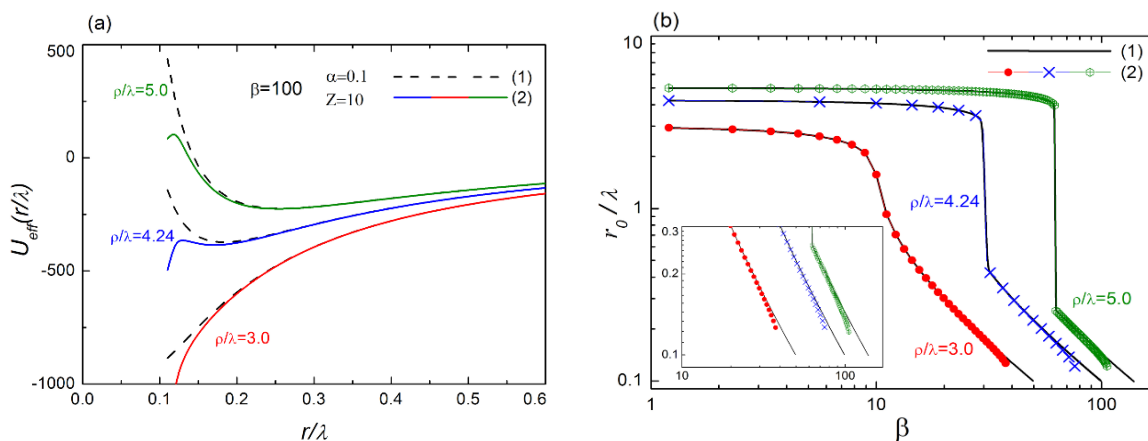 (a)
500
0
-500
-1000
U_eff(r/λ)
ρ/λ=5.0
β=100
α=0.1
Z=10
(1)
(2)
ρ/λ=4.24
ρ/λ=3.0
0.0 0.1 0.2 0.3 0.4 0.5 0.6
r/λ
(b)
10
1
0.1
r_0 / λ
(1)
(2)
ρ/λ=4.24
ρ/λ=5.0
ρ/λ=3.0
0.3
0.2
0.1
10 100
1 10 100
β